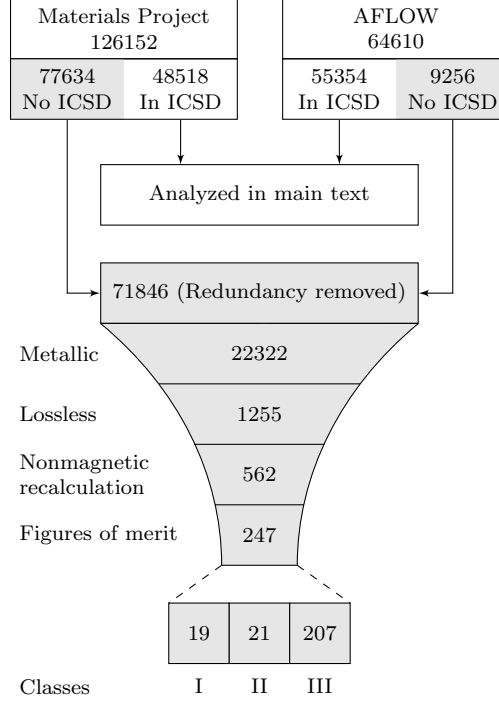 Materials Project
126152
AFLOW
64610
77634
No ICSD
48518
In ICSD
55354
In ICSD
9256
No ICSD
Analyzed in main text
71846 (Redundancy removed)
Metallic
22322
Lossless
1255
Nonmagnetic
recalculation
562
Figures of merit
247
19
21
207
Classes
I
II
III